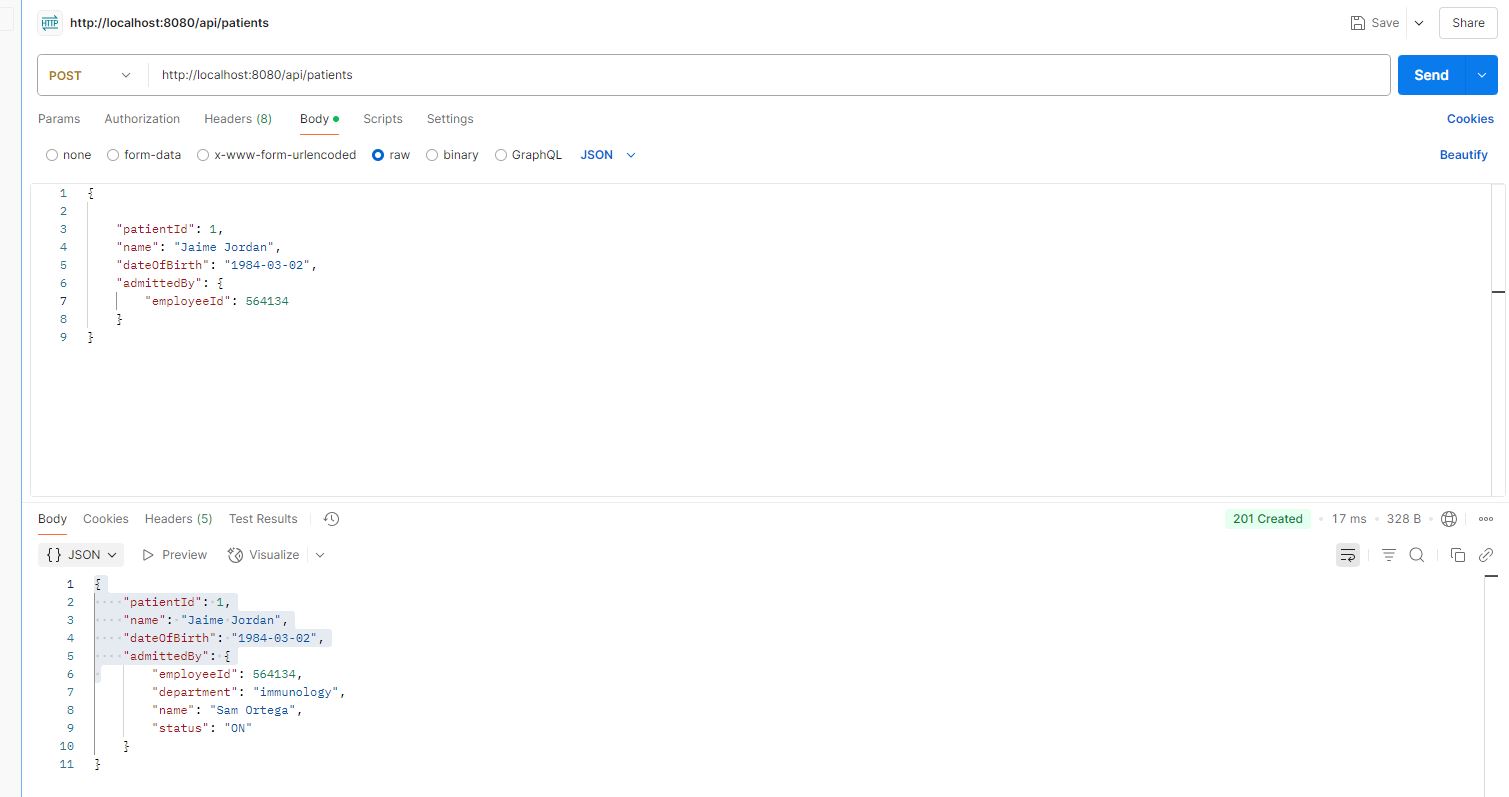 HTTP http://localhost:8080/api/patients Save Share
POST http://localhost:8080/api/patients Send
Params Authorization Headers (8) Body Scripts Settings Cookies
none form-data x-www-form-urlencoded raw binary GraphQL JSON Beautify
1 {
2
3 "patientId": 1,
4 "name": "Jaime Jordan",
5 "dateOfBirth": "1984-03-02",
6 "admittedBy": {
7 "employeeId": 564134
8 }
9 }
Body Cookies Headers (5) Test Results 201 Created 17 ms 328 B
{} JSON Preview Visualize
1 {
2 "patientId": 1,
3 "name": "Jaime Jordan",
4 "dateOfBirth": "1984-03-02",
5 "admittedBy": {
6 "employeeId": 564134,
7 "department": "immunology",
8 "name": "Sam Ortega",
9 "status": "ON"
10 }
11 }